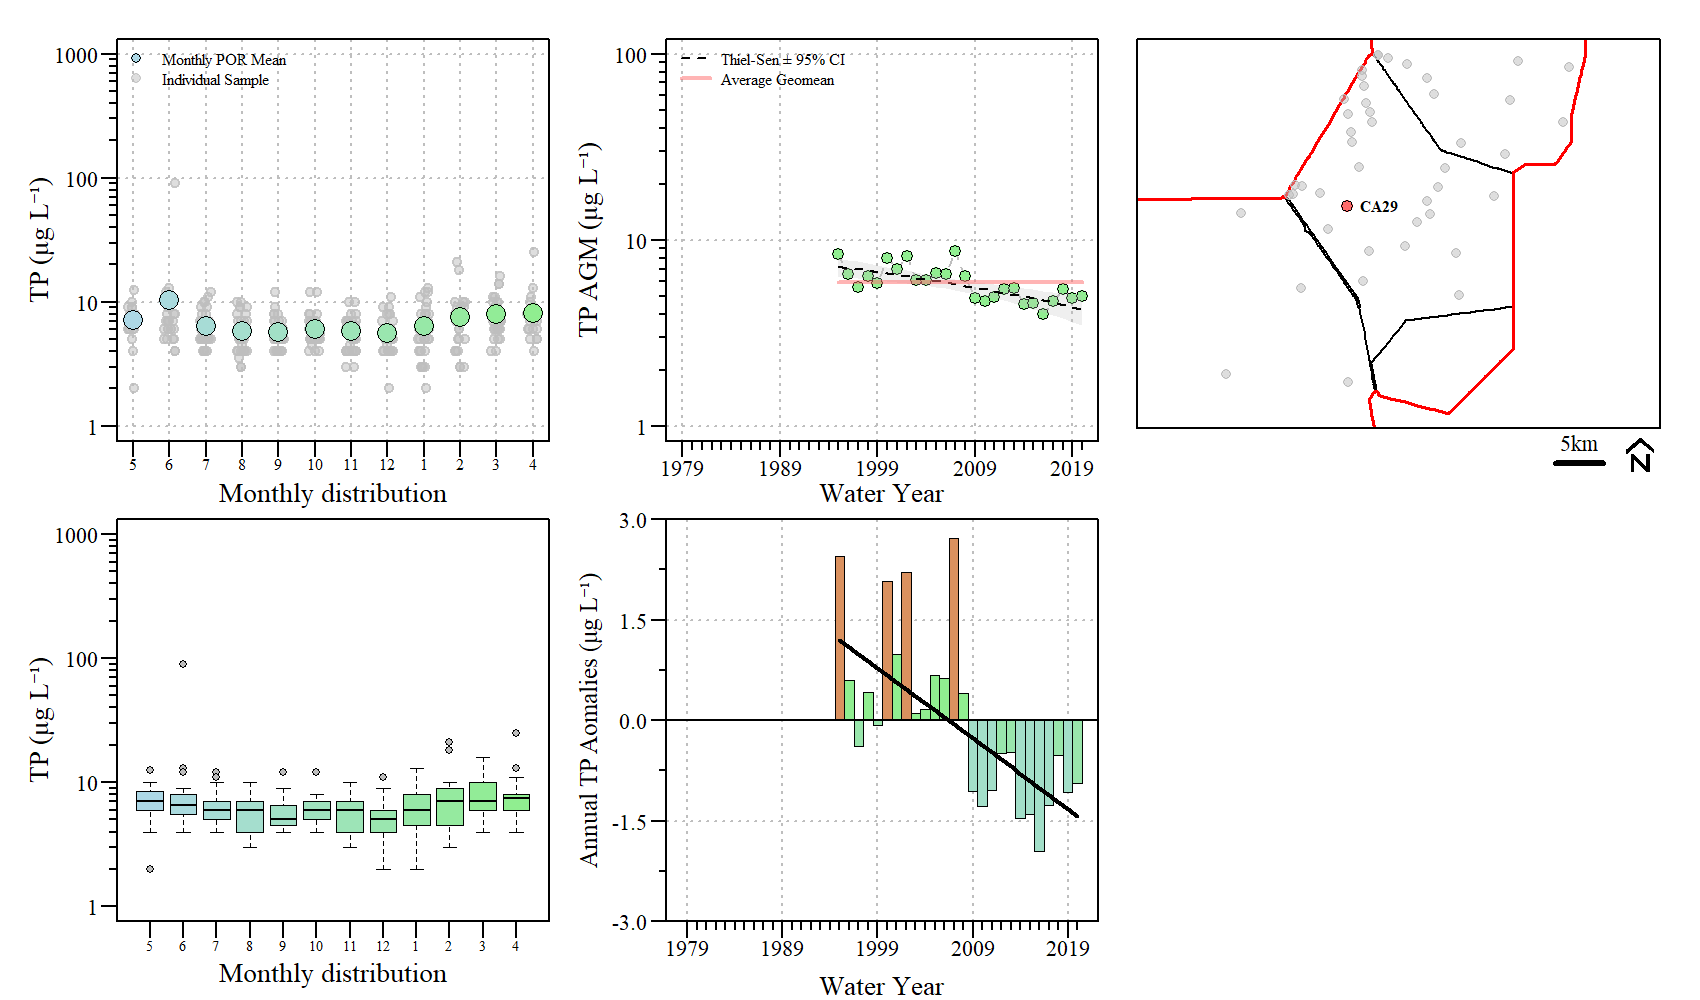 1000
100
10
1
TP (µg L⁻¹)
Monthly POR Mean
Individual Sample
5 6 7 8 9 10 11 12 1 2 3 4
Monthly distribution
100
10
1
TP AGM (µg L⁻¹)
Thiel-Sen ± 95% CI
Average Geomean
1979 1989 1999 2009 2019
Water Year
CA29
5km
N
1000
100
10
1
TP (µg L⁻¹)
5 6 7 8 9 10 11 12 1 2 3 4
Monthly distribution
3.0
1.5
0.0
-1.5
-3.0
Annual TP Aomalies (µg L⁻¹)
1979 1989 1999 2009 2019
Water Year